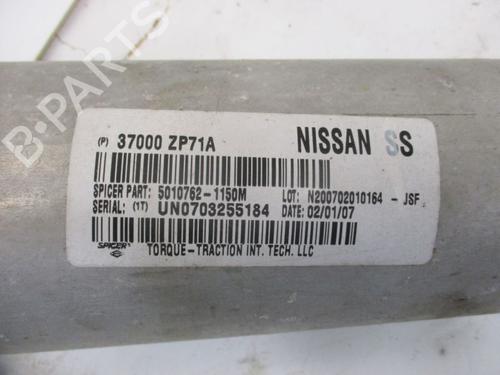 B-PARTS
(P) 37000 ZP71A NISSAN SS
SPICER PART: 5010762-1150M LOT: N200702010164 - JSF
SERIAL: (1T) UN0703255184 DATE: 02/01/07
SPICER TORQUE-TRACTION INT. TECH. LLC